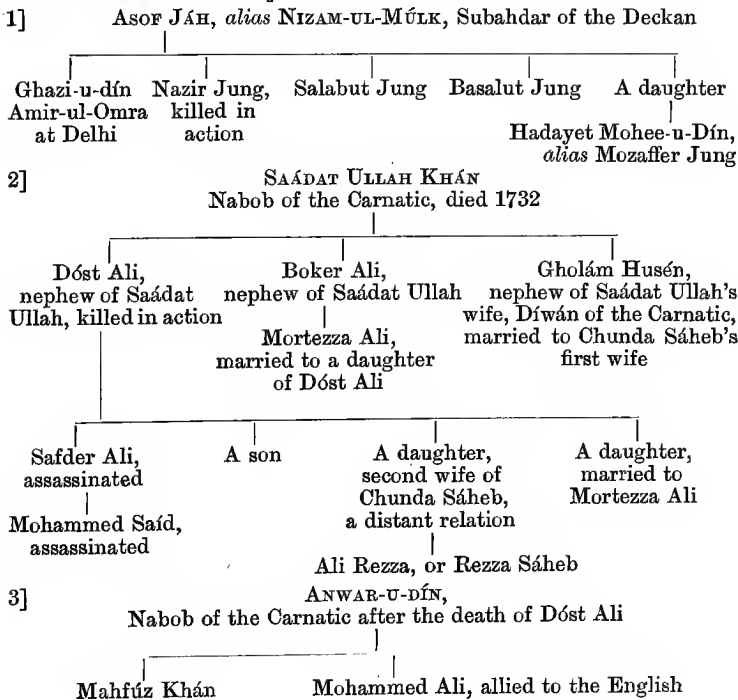 1] ASOF JÁH, alias NIZAM-UL-MÚLK, Subahdar of the Deckan
Ghazi-u-dín Nazir Jung, Salabut Jung Basalut Jung A daughter
Amir-ul-Omra killed in
at Delhi action Hadayet Mohee-u-Dín,
alias Mozaffer Jung
2] SAÁDAT ULLAH KHÁN
Nabob of the Carnatic, died 1732
Dóst Ali, Boker Ali, Gholám Husén,
nephew of Saádat nephew of Saádat Ullah nephew of Saádat Ullah's
Ullah, killed in action wife, Díwán of the Carnatic,
Mortezza Ali, married to Chunda Sáheb's
married to a daughter first wife
of Dóst Ali
Safder Ali, A son A daughter, A daughter,
assassinated second wife of married to
Chunda Sáheb, Mortezza Ali
Mohammed Saíd, a distant relation
assassinated
Ali Rezza, or Rezza Sáheb
3] ANWAR-U-DÍN,
Nabob of the Carnatic after the death of Dóst Ali
Mahfúz Khán Mohammed Ali, allied to the English